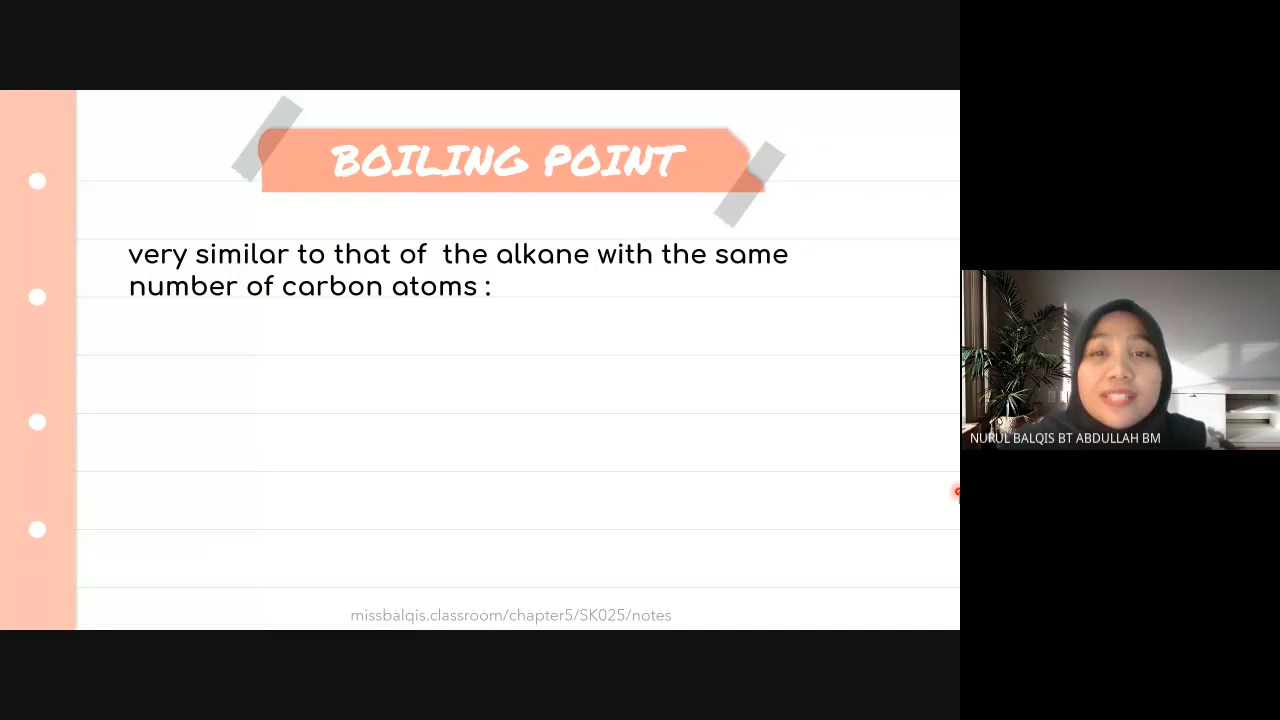 BOILING POINT
very similar to that of the alkane with the same
number of carbon atoms :
NURUL BALQIS BT ABDULLAH BM
missbalqis.classroom/chapter5/SK025/notes